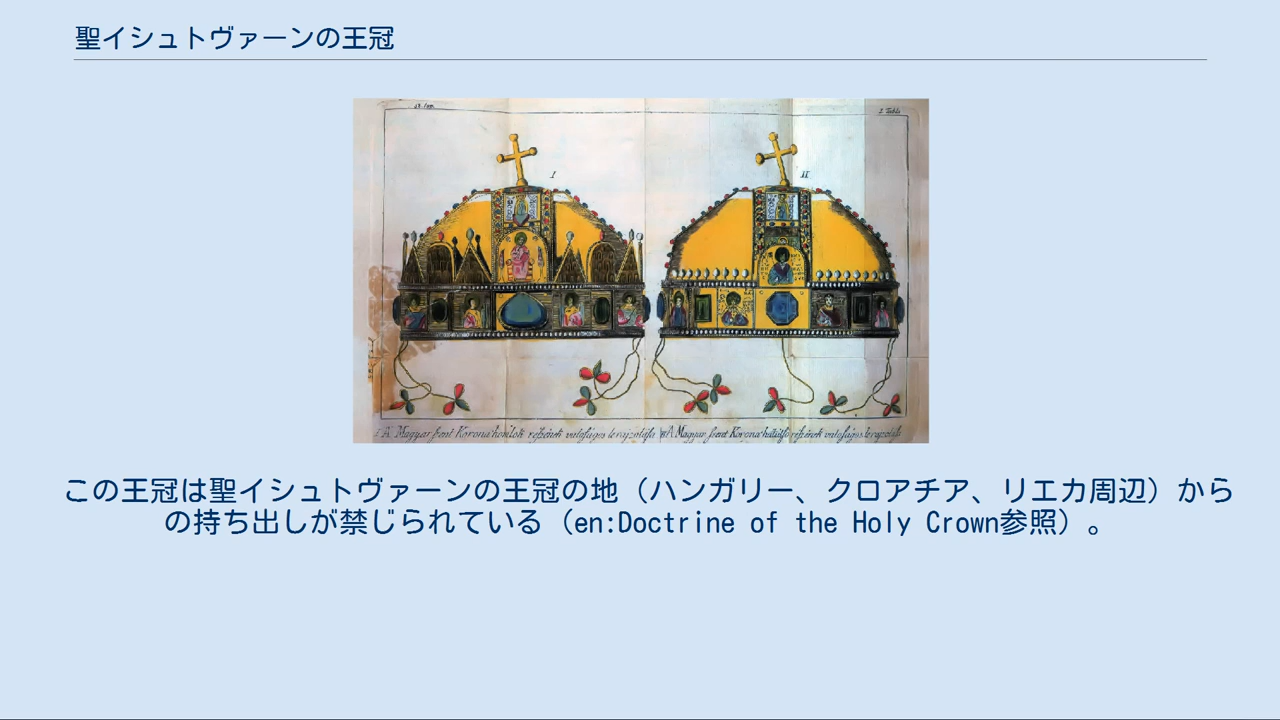 聖イシュトヴァーンの王冠
I
II
この王冠は聖イシュトヴァーンの王冠の地（ハンガリー、クロアチア、リエカ周辺）から
の持ち出しが禁じられている（en:Doctrine of the Holy Crown参照）。